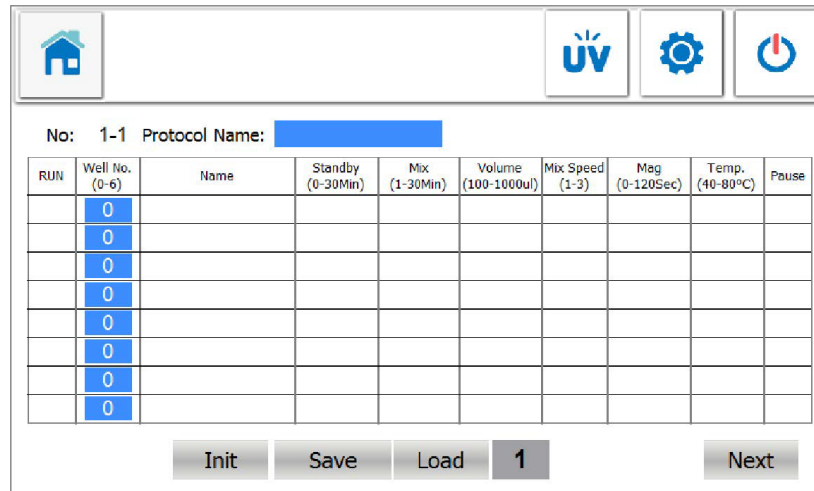 UV
No: 1-1 Protocol Name:
RUN Well No. (0-6) Name Standby (0-30Min) Mix (1-30Min) Volume (100-1000ul) Mix Speed (1-3) Mag (0-120Sec) Temp. (40-80ºC) Pause
0
0
0
0
0
0
0
0
Init Save Load 1 Next